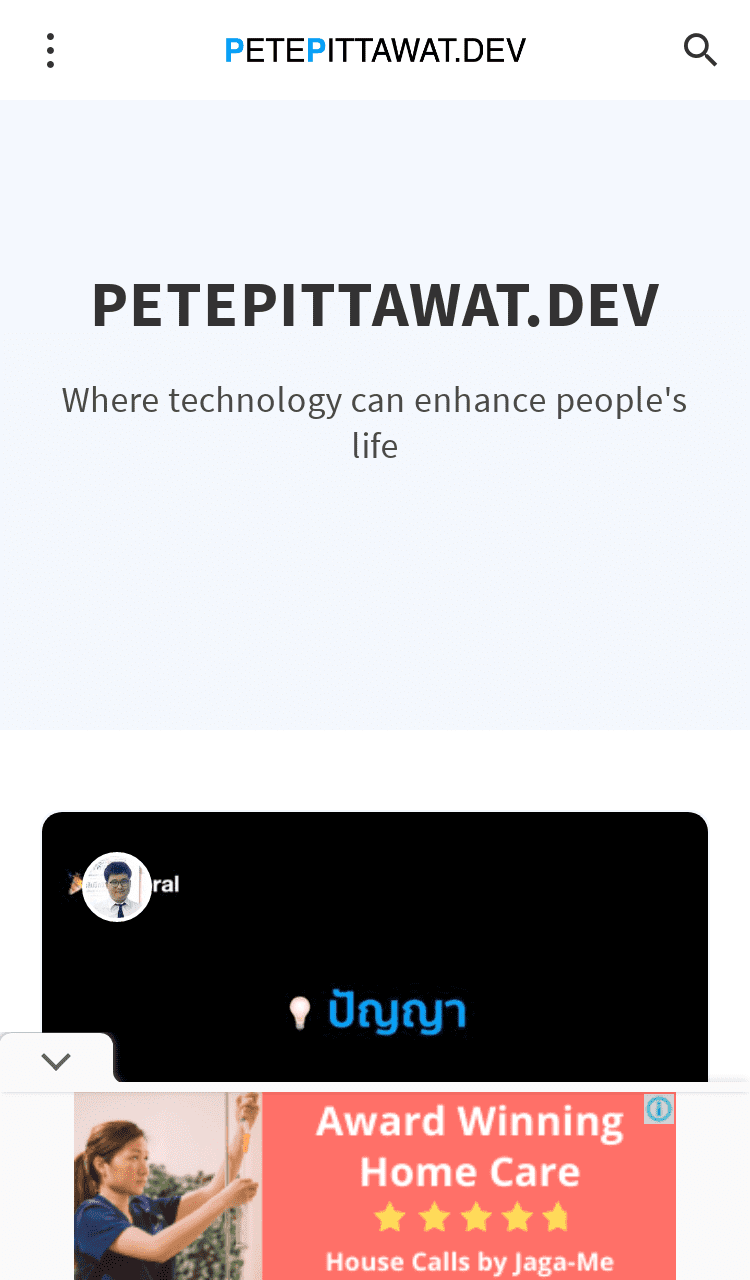 PETEPITTAWAT.DEV
PETEPITTAWAT.DEV
Where technology can enhance people's
life
ปัญญา
Award Winning
Home Care
House Calls by Jaga-Me